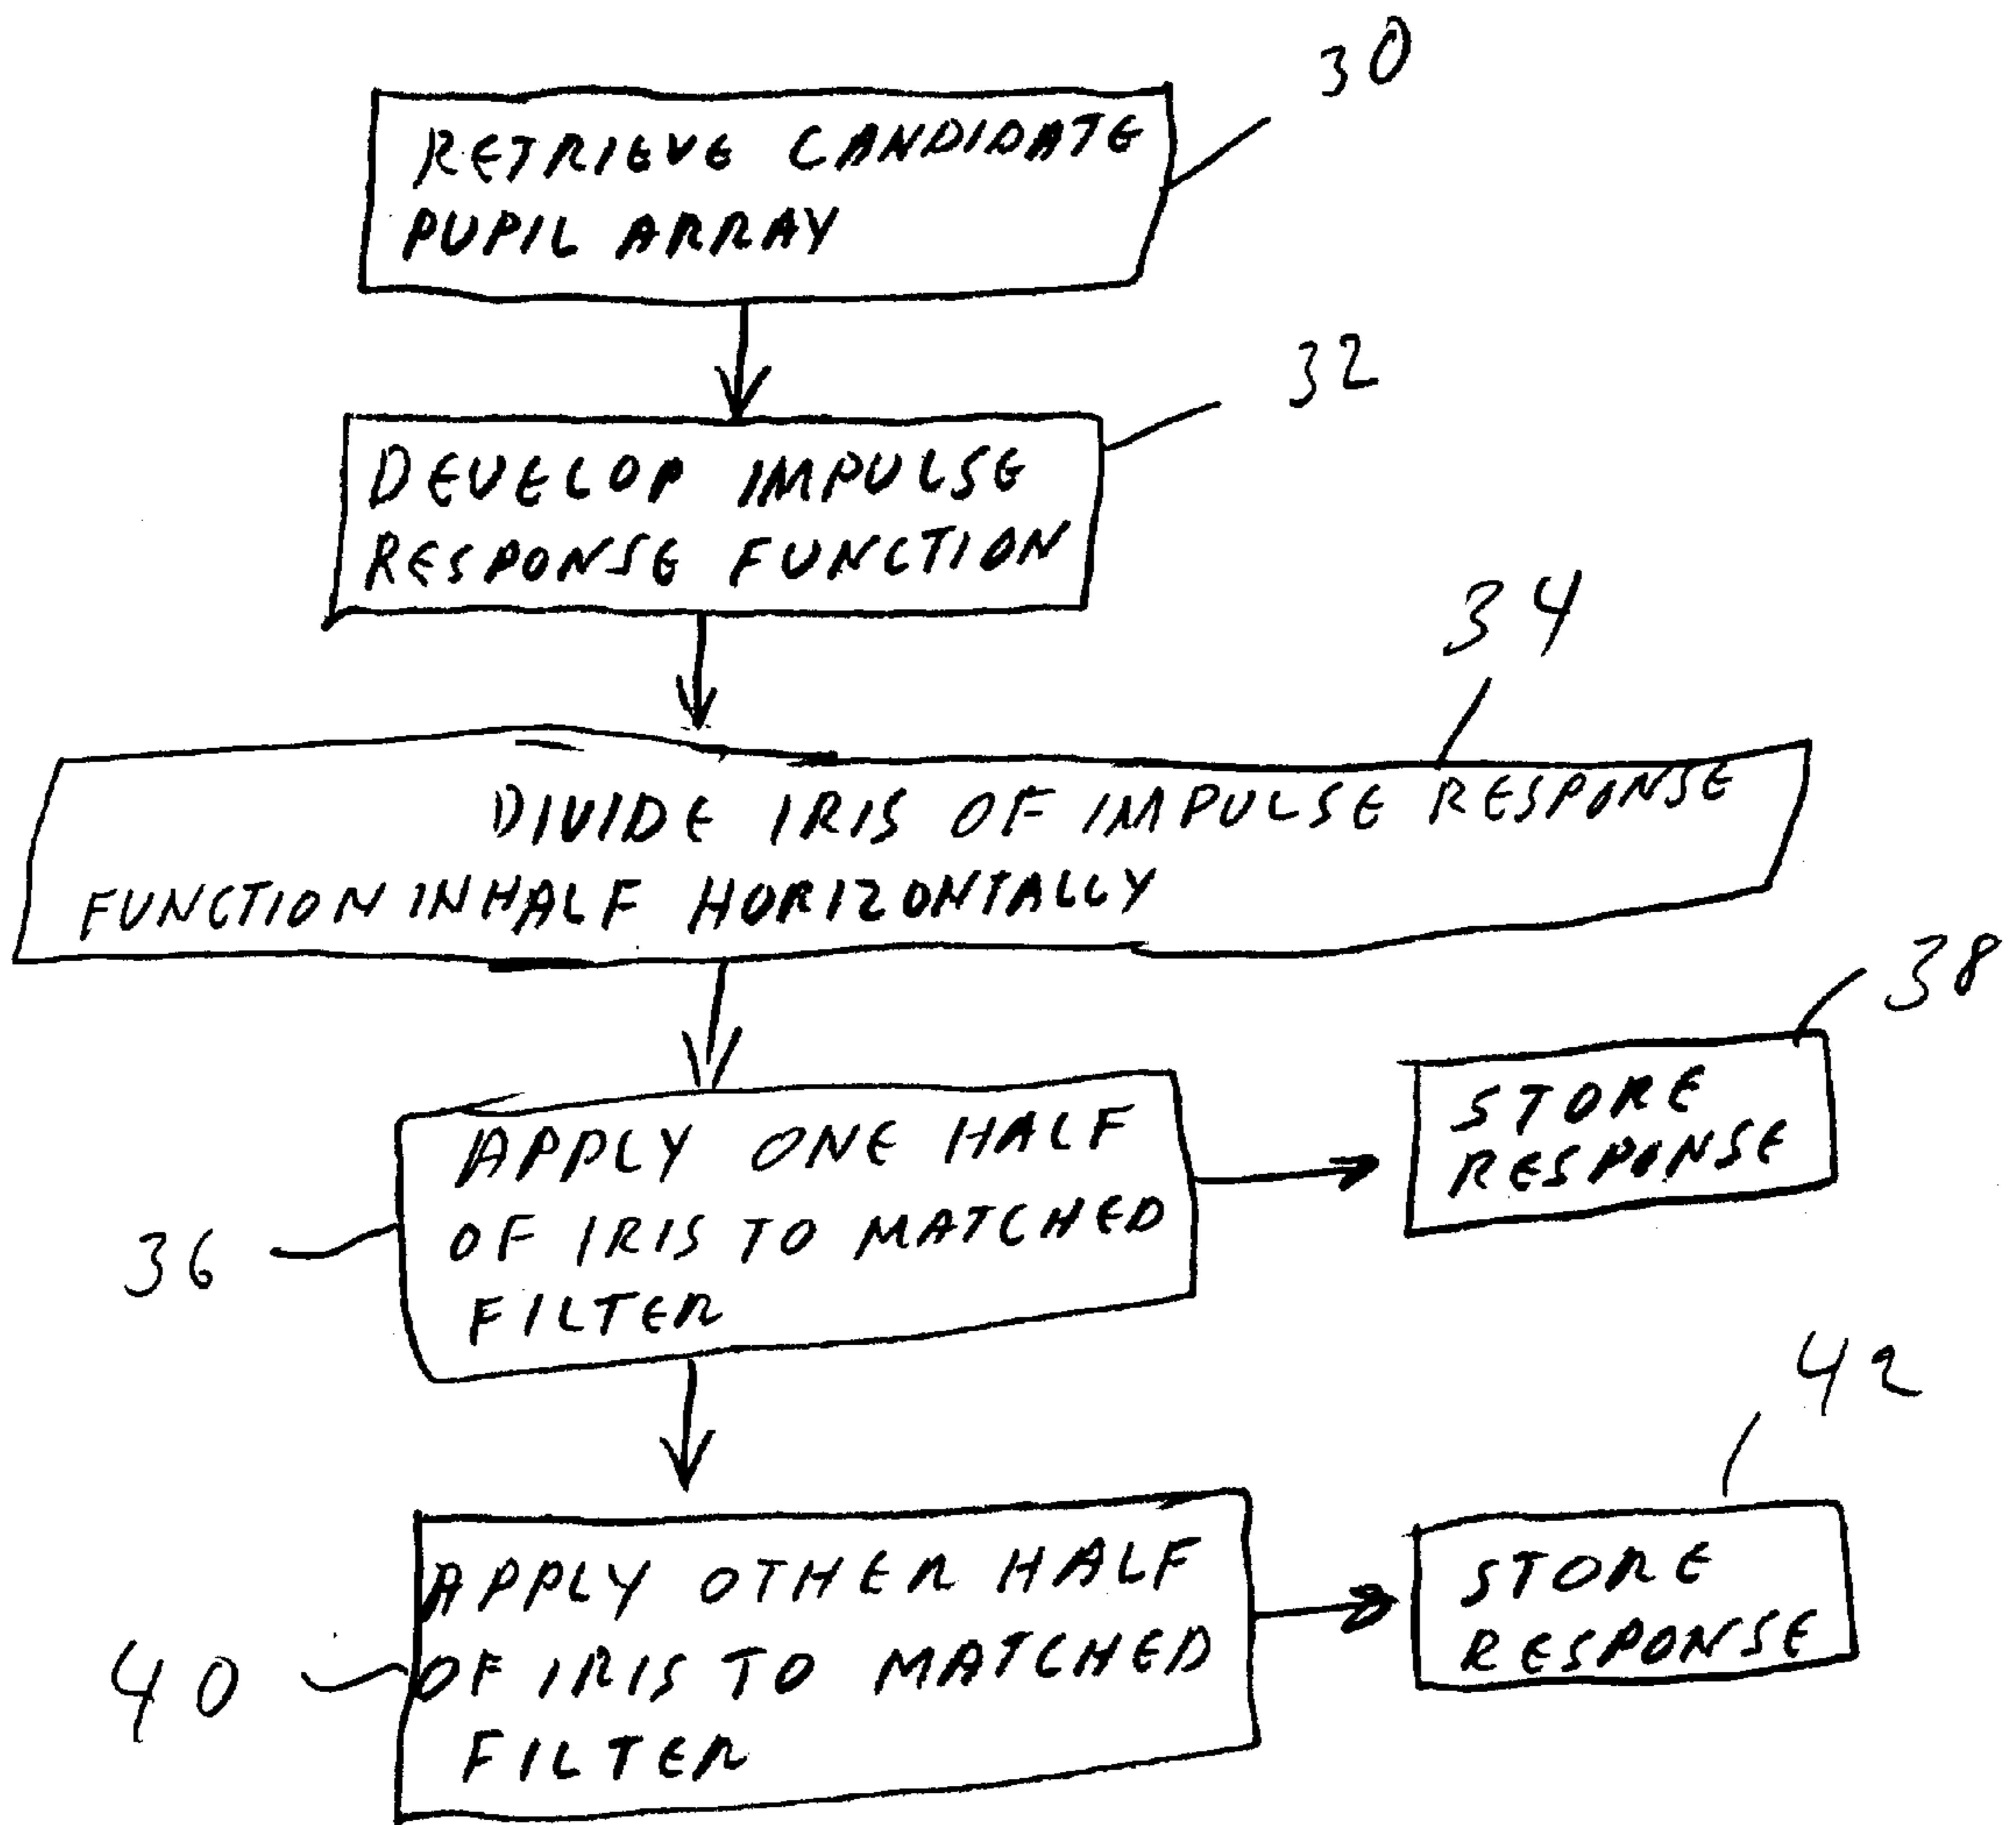 30
RETRIEVE CANDIDATE
PUPIL ARRAY
32
DEVELOP IMPULSE
RESPONSE FUNCTION
34
DIVIDE IRIS OF IMPULSE RESPONSE
FUNCTION IN HALF HORIZONTALLY
38
APPLY ONE HALF
OF IRIS TO MATCHED
FILTER
STORE
RESPONSE
36
42
APPLY OTHER HALF
OF IRIS TO MATCHED
FILTER
STORE
RESPONSE
40